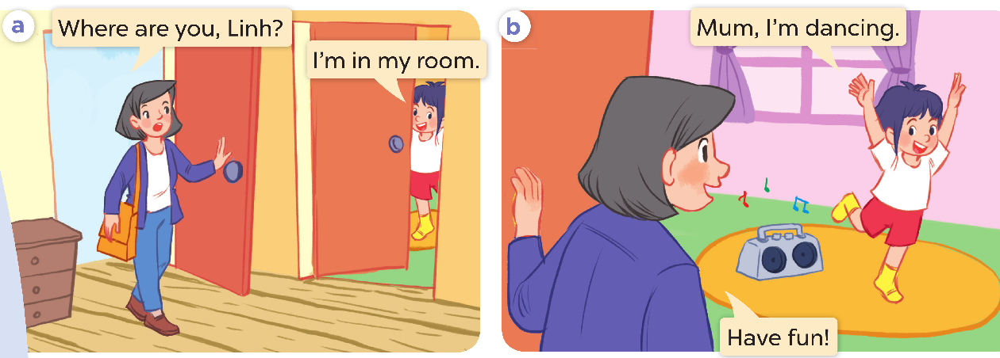 a
Where are you, Linh?
I'm in my room.
b
Mum, I'm dancing.
Have fun!